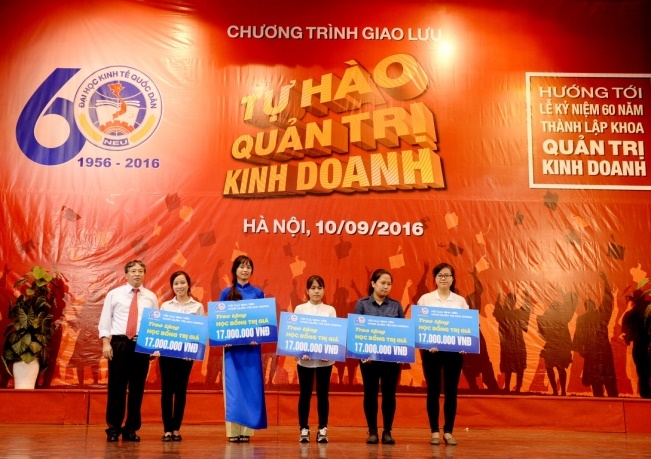 ĐẠI HỌC KINH TẾ QUỐC DÂN
NEU
1956 - 2016
CHƯƠNG TRÌNH GIAO LƯU
TỰ HÀO
QUẢN TRỊ
KINH DOANH
HÀ NỘI, 10/09/2016
HƯỚNG TỚI
LỄ KỶ NIỆM 60 NĂM
THÀNH LẬP KHOA
QUẢN TRỊ
KINH DOANH
Trao tặng
HỌC BỔNG TRỊ GIÁ
17.000.000 VNĐ
Trao tặng
HỌC BỔNG TRỊ GIÁ
17.000.000 VNĐ
Trao tặng
HỌC BỔNG TRỊ GIÁ
17.000.000 VNĐ
Trao tặng
HỌC BỔNG TRỊ GIÁ
17.000.000 VNĐ
Trao tặng
HỌC BỔNG TRỊ GIÁ
17.000.000 VNĐ